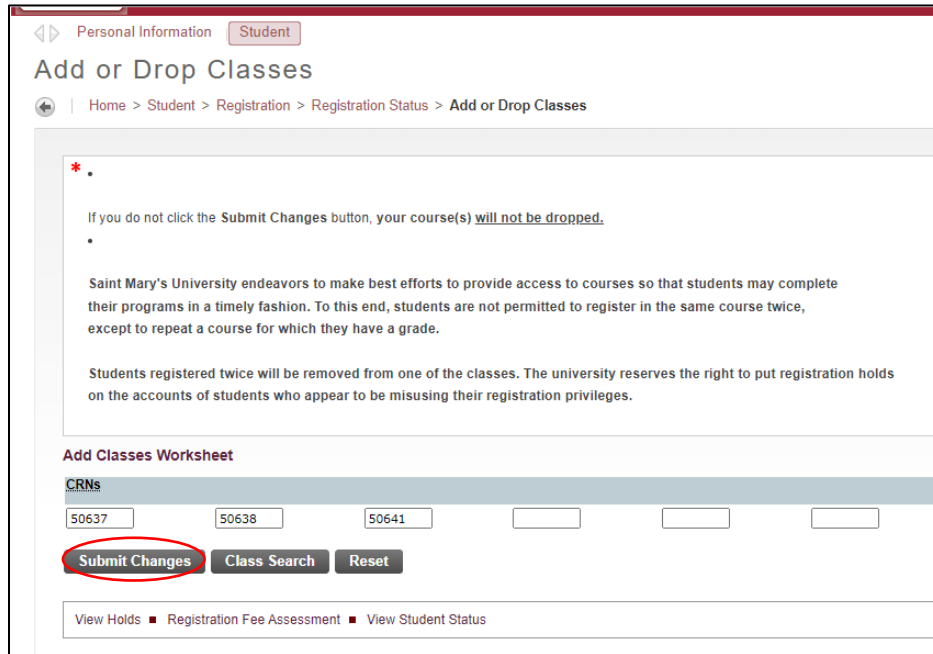 Personal Information Student
Add or Drop Classes
Home > Student > Registration > Registration Status > Add or Drop Classes
* •
If you do not click the Submit Changes button, your course(s) will not be dropped.
•
Saint Mary's University endeavors to make best efforts to provide access to courses so that students may complete
their programs in a timely fashion. To this end, students are not permitted to register in the same course twice,
except to repeat a course for which they have a grade.
Students registered twice will be removed from one of the classes. The university reserves the right to put registration holds
on the accounts of students who appear to be misusing their registration privileges.
Add Classes Worksheet
CRNs
50637 50638 50641
Submit Changes Class Search Reset
View Holds ■ Registration Fee Assessment ■ View Student Status